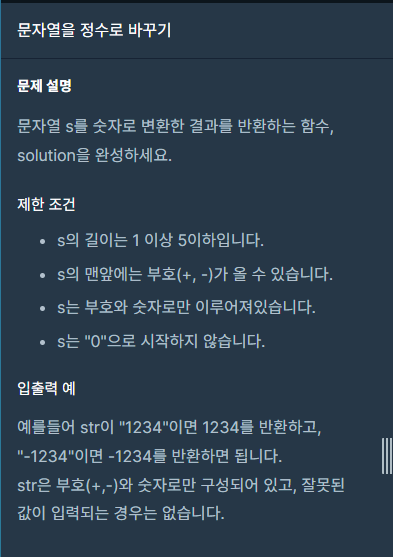 문자열을 정수로 바꾸기
문제 설명
문자열 s를 숫자로 변환한 결과를 반환하는 함수,
solution을 완성하세요.
제한 조건
• s의 길이는 1 이상 5이하입니다.
• s의 맨앞에는 부호(+, -)가 올 수 있습니다.
• s는 부호와 숫자로만 이루어져있습니다.
• s는 "0"으로 시작하지 않습니다.
입출력 예
예를들어 str이 "1234"이면 1234를 반환하고,
"-1234"이면 -1234를 반환하면 됩니다.
str은 부호(+,-)와 숫자로만 구성되어 있고, 잘못된
값이 입력되는 경우는 없습니다.